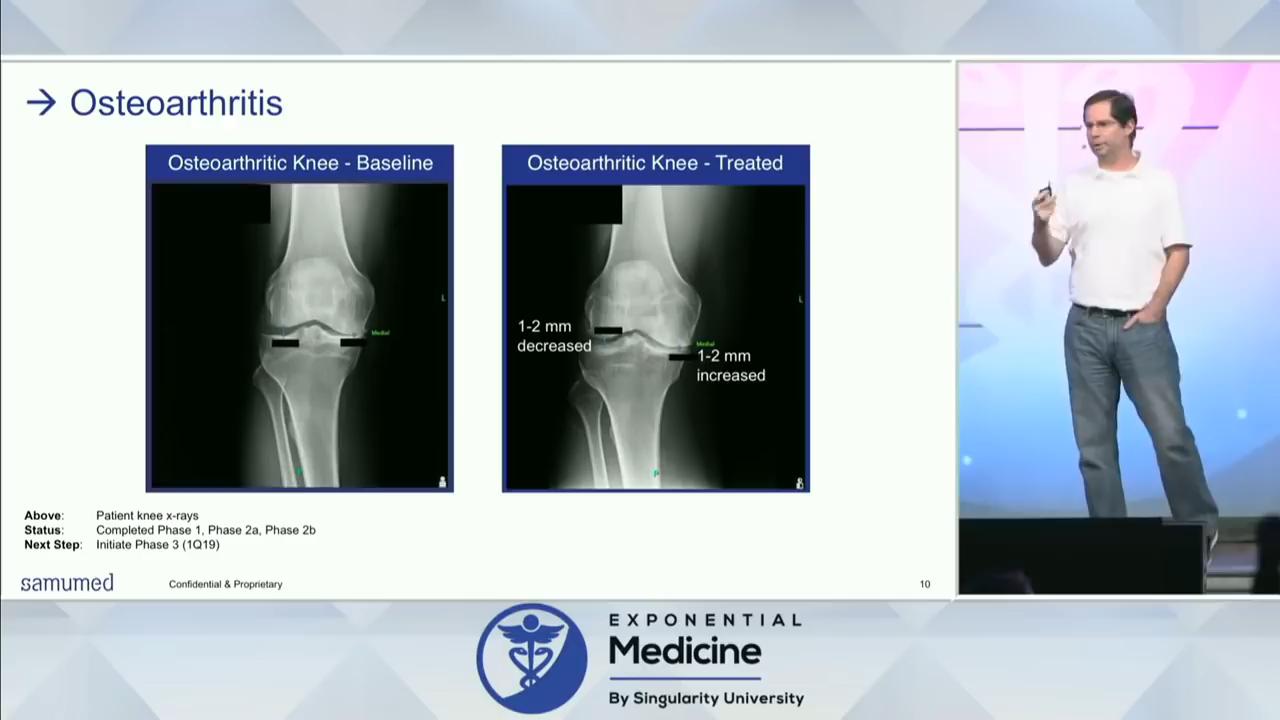 → Osteoarthritis
Osteoarthritic Knee - Baseline
Medial
L
P
Osteoarthritic Knee - Treated
1-2 mm
decreased
Medial
1-2 mm
increased
L
P
Above: Patient knee x-rays
Status: Completed Phase 1, Phase 2a, Phase 2b
Next Step: Initiate Phase 3 (1Q19)
samumed
Confidential & Proprietary
10
EXPONENTIAL
Medicine
By Singularity University